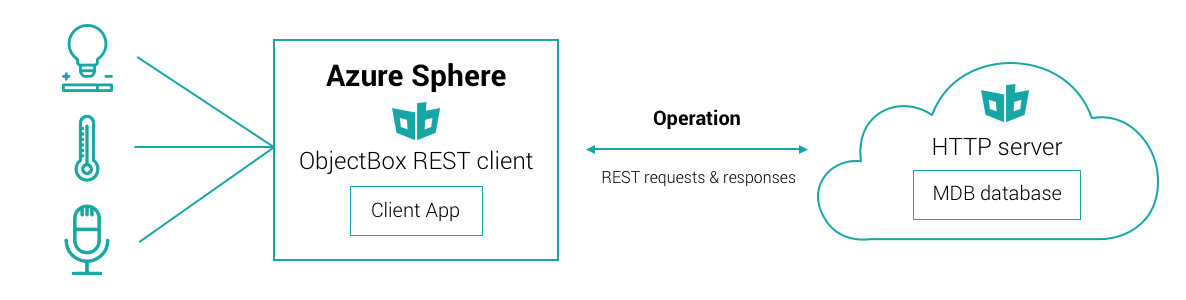 Azure Sphere
ObjectBox REST client
Client App
Operation
REST requests & responses
HTTP server
MDB database